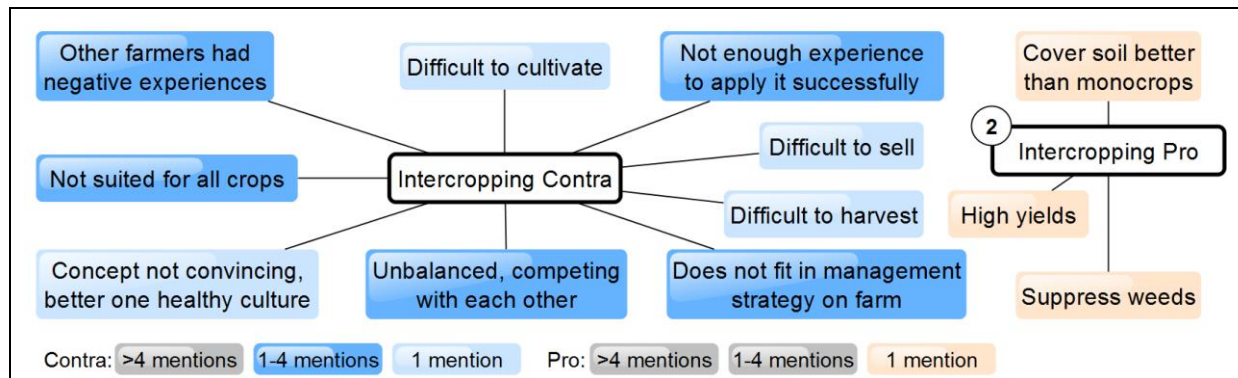 Other farmers had
negative experiences
Difficult to cultivate
Not enough experience
to apply it successfully
Cover soil better
than monocrops
2
Not suited for all crops
Intercropping Contra
Difficult to sell
Intercropping Pro
Difficult to harvest
High yields
Concept not convincing,
better one healthy culture
Unbalanced, competing
with each other
Does not fit in management
strategy on farm
Suppress weeds
Contra: >4 mentions 1-4 mentions 1 mention Pro: >4 mentions 1-4 mentions 1 mention